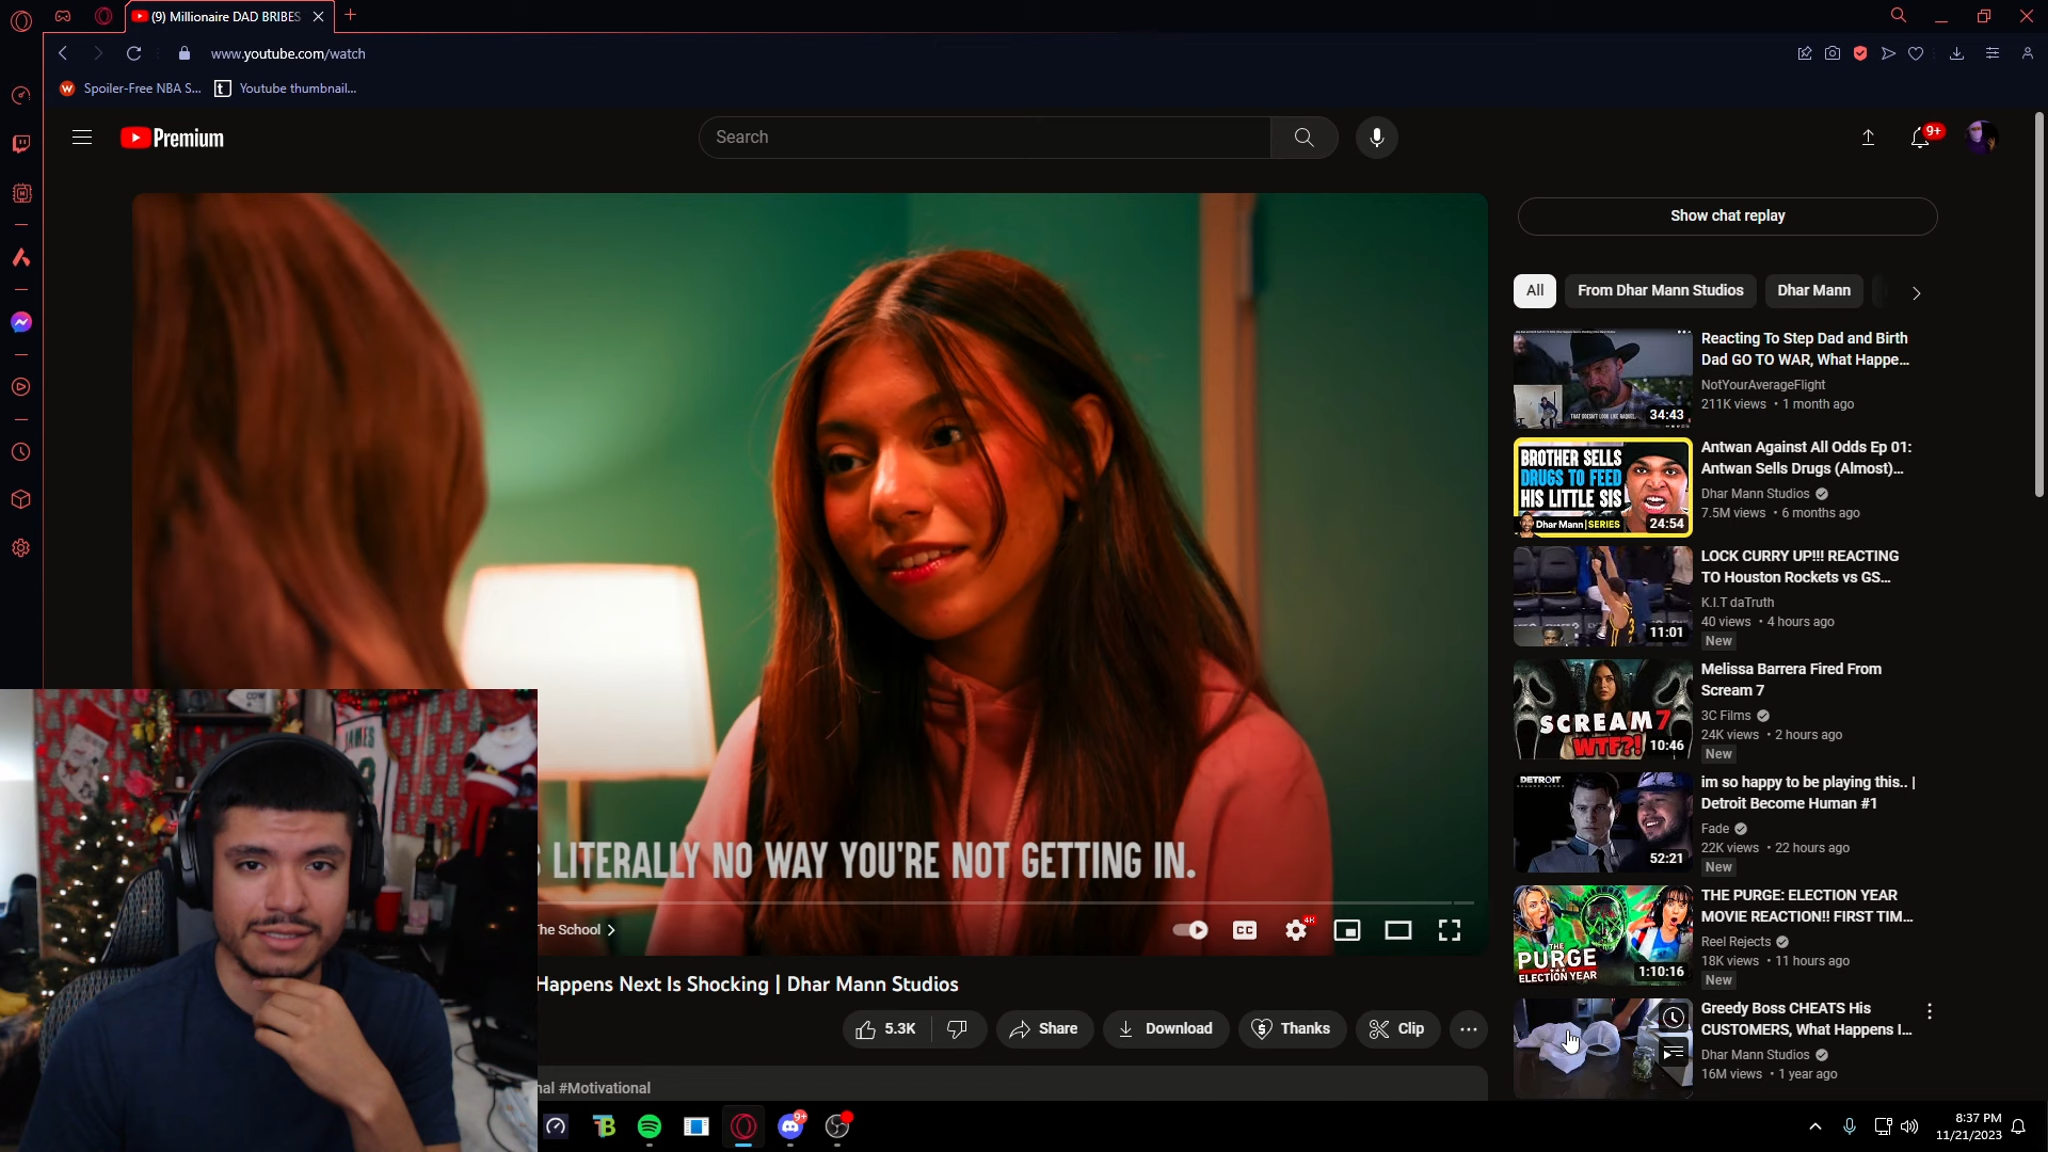 (9) Millionaire DAD BRIBES
www.youtube.com/watch
Spoiler-Free NBA S...
Youtube thumbnail...
Premium
Search
9+
Show chat replay
All
From Dhar Mann Studios
Dhar Mann
Reacting To Step Dad and Birth
Dad GO TO WAR, What Happe...
NotYourAverageFlight
211K views • 1 month ago
34:43
BROTHER SELLS
DRUGS TO FEED
HIS LITTLE SIS
Dhar Mann | SERIES
24:54
Antwan Against All Odds Ep 01:
Antwan Sells Drugs (Almost)...
Dhar Mann Studios
7.5M views • 6 months ago
11:01
LOCK CURRY UP!!! REACTING
TO Houston Rockets vs GS...
K.I.T daTruth
40 views • 4 hours ago
New
SCREAM 7
WTF?!
10:46
Melissa Barrera Fired From
Scream 7
3C Films
24K views • 2 hours ago
New
DETROIT
52:21
im so happy to be playing this.. |
Detroit Become Human #1
Fade
22K views • 22 hours ago
New
THE
PURGE
ELECTION YEAR
1:10:16
THE PURGE: ELECTION YEAR
MOVIE REACTION!! FIRST TIM...
Reel Rejects
18K views • 11 hours ago
New
Greedy Boss CHEATS His
CUSTOMERS, What Happens I...
Dhar Mann Studios
16M views • 1 year ago
LITERALLY NO WAY YOU'RE NOT GETTING IN.
The School
CC
4K
Happens Next Is Shocking | Dhar Mann Studios
5.3K
Share
Download
Thanks
Clip
nal #Motivational
JAMES
9+
8:37 PM
11/21/2023